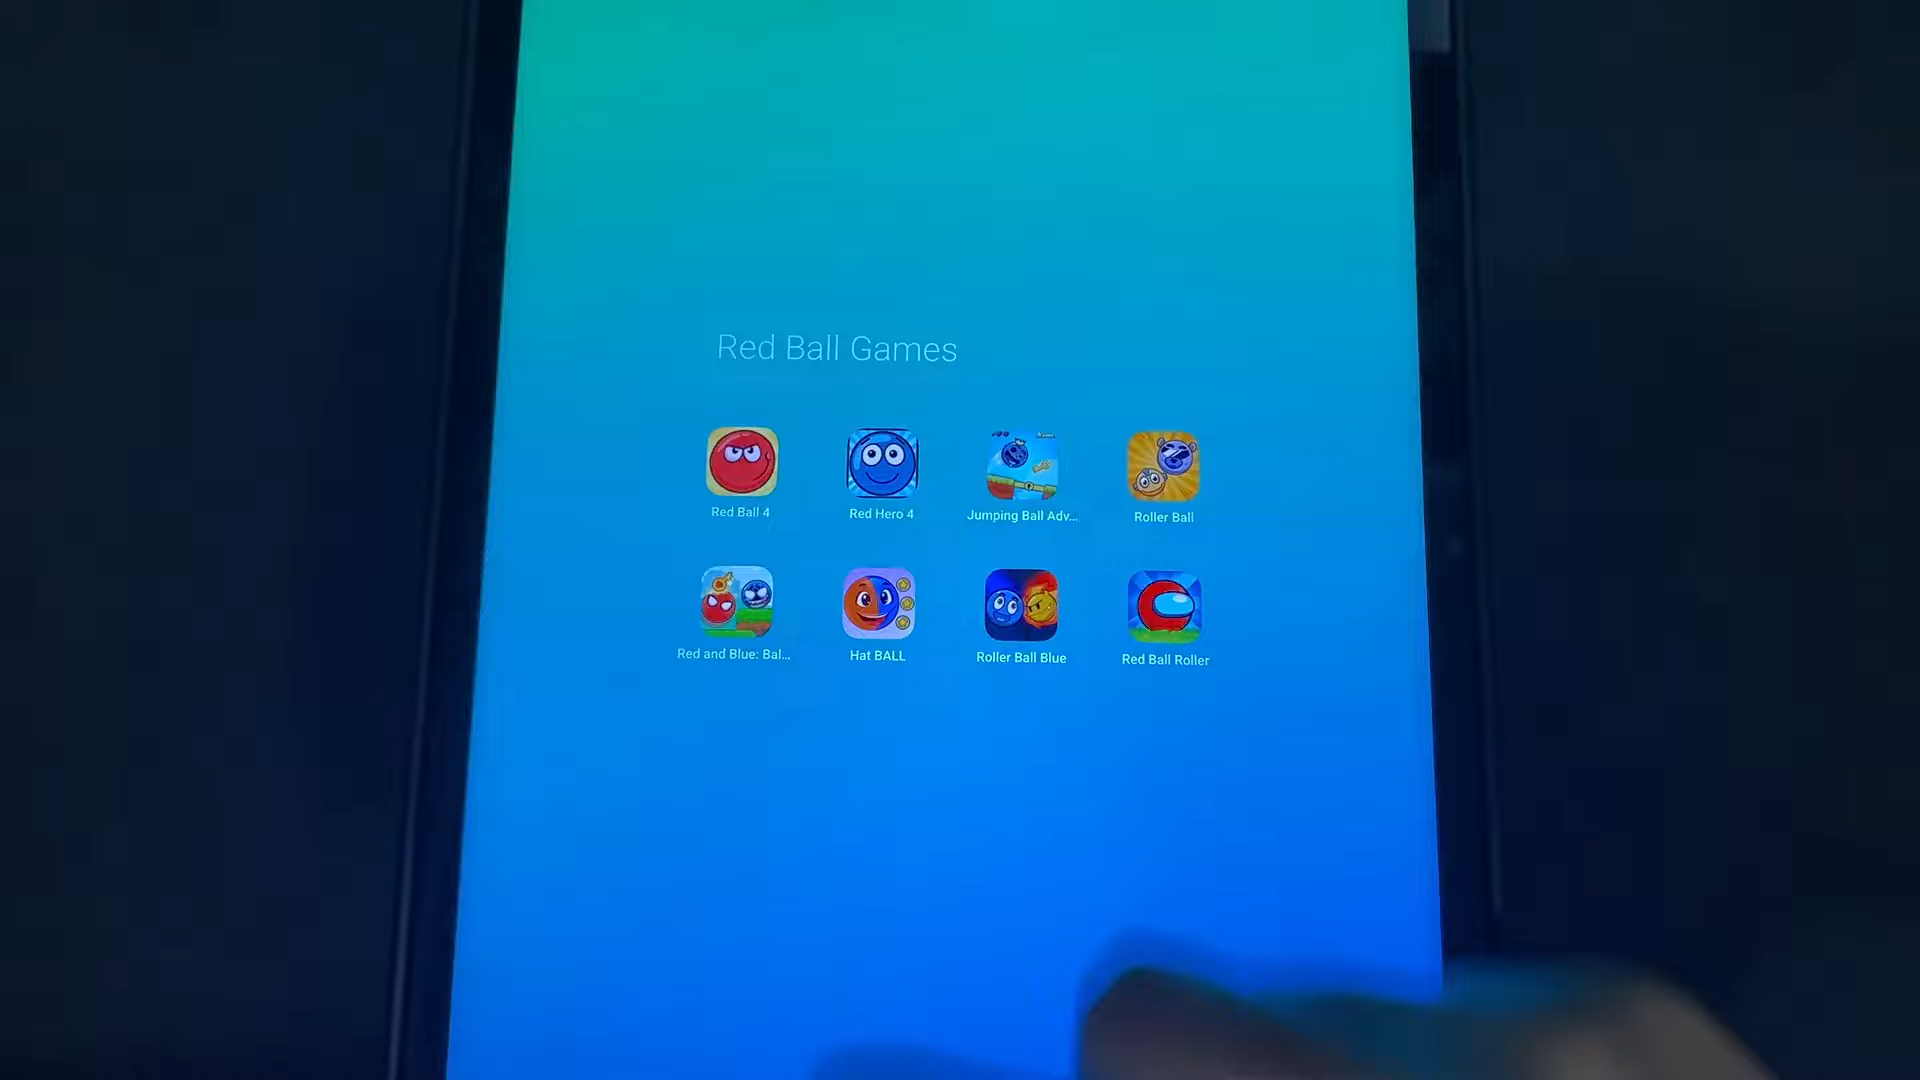 Red Ball Games
Red Ball 4
Red Hero 4
Jumping Ball Adv...
Roller Ball
Red and Blue: Bal...
Hat BALL
Roller Ball Blue
Red Ball Roller